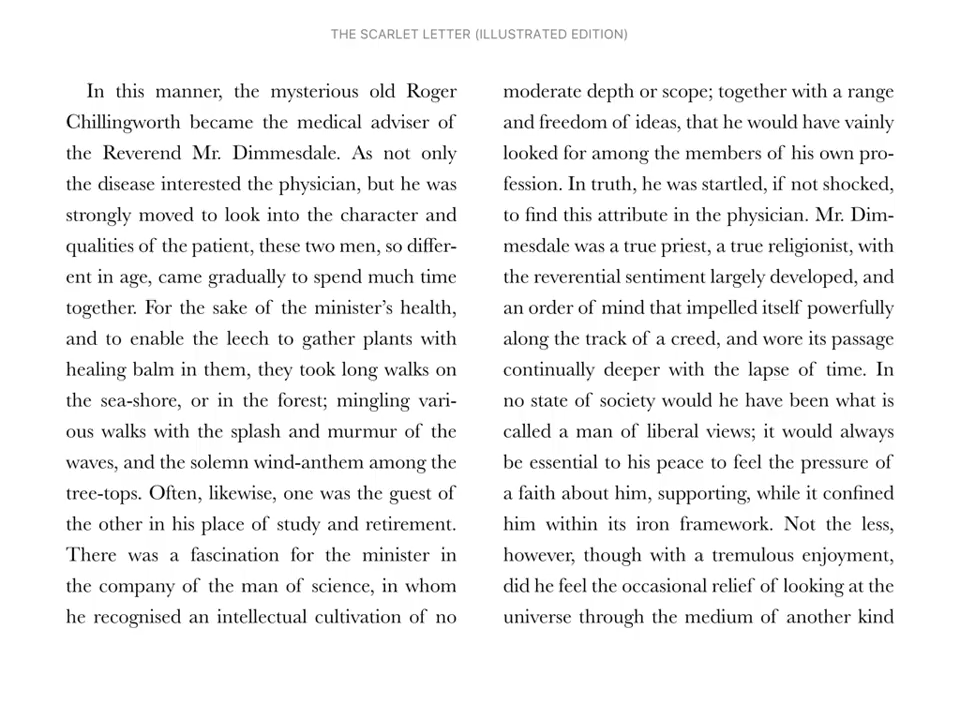 THE SCARLET LETTER (ILLUSTRATED EDITION)
In this manner, the mysterious old Roger
Chillingworth became the medical adviser of
the Reverend Mr. Dimmesdale. As not only
the disease interested the physician, but he was
strongly moved to look into the character and
qualities of the patient, these two men, so differ-
ent in age, came gradually to spend much time
together. For the sake of the minister’s health,
and to enable the leech to gather plants with
healing balm in them, they took long walks on
the sea-shore, or in the forest; mingling vari-
ous walks with the splash and murmur of the
waves, and the solemn wind-anthem among the
tree-tops. Often, likewise, one was the guest of
the other in his place of study and retirement.
There was a fascination for the minister in
the company of the man of science, in whom
he recognised an intellectual cultivation of no
moderate depth or scope; together with a range
and freedom of ideas, that he would have vainly
looked for among the members of his own pro-
fession. In truth, he was startled, if not shocked,
to find this attribute in the physician. Mr. Dim-
mesdale was a true priest, a true religionist, with
the reverential sentiment largely developed, and
an order of mind that impelled itself powerfully
along the track of a creed, and wore its passage
continually deeper with the lapse of time. In
no state of society would he have been what is
called a man of liberal views; it would always
be essential to his peace to feel the pressure of
a faith about him, supporting, while it confined
him within its iron framework. Not the less,
however, though with a tremulous enjoyment,
did he feel the occasional relief of looking at the
universe through the medium of another kind